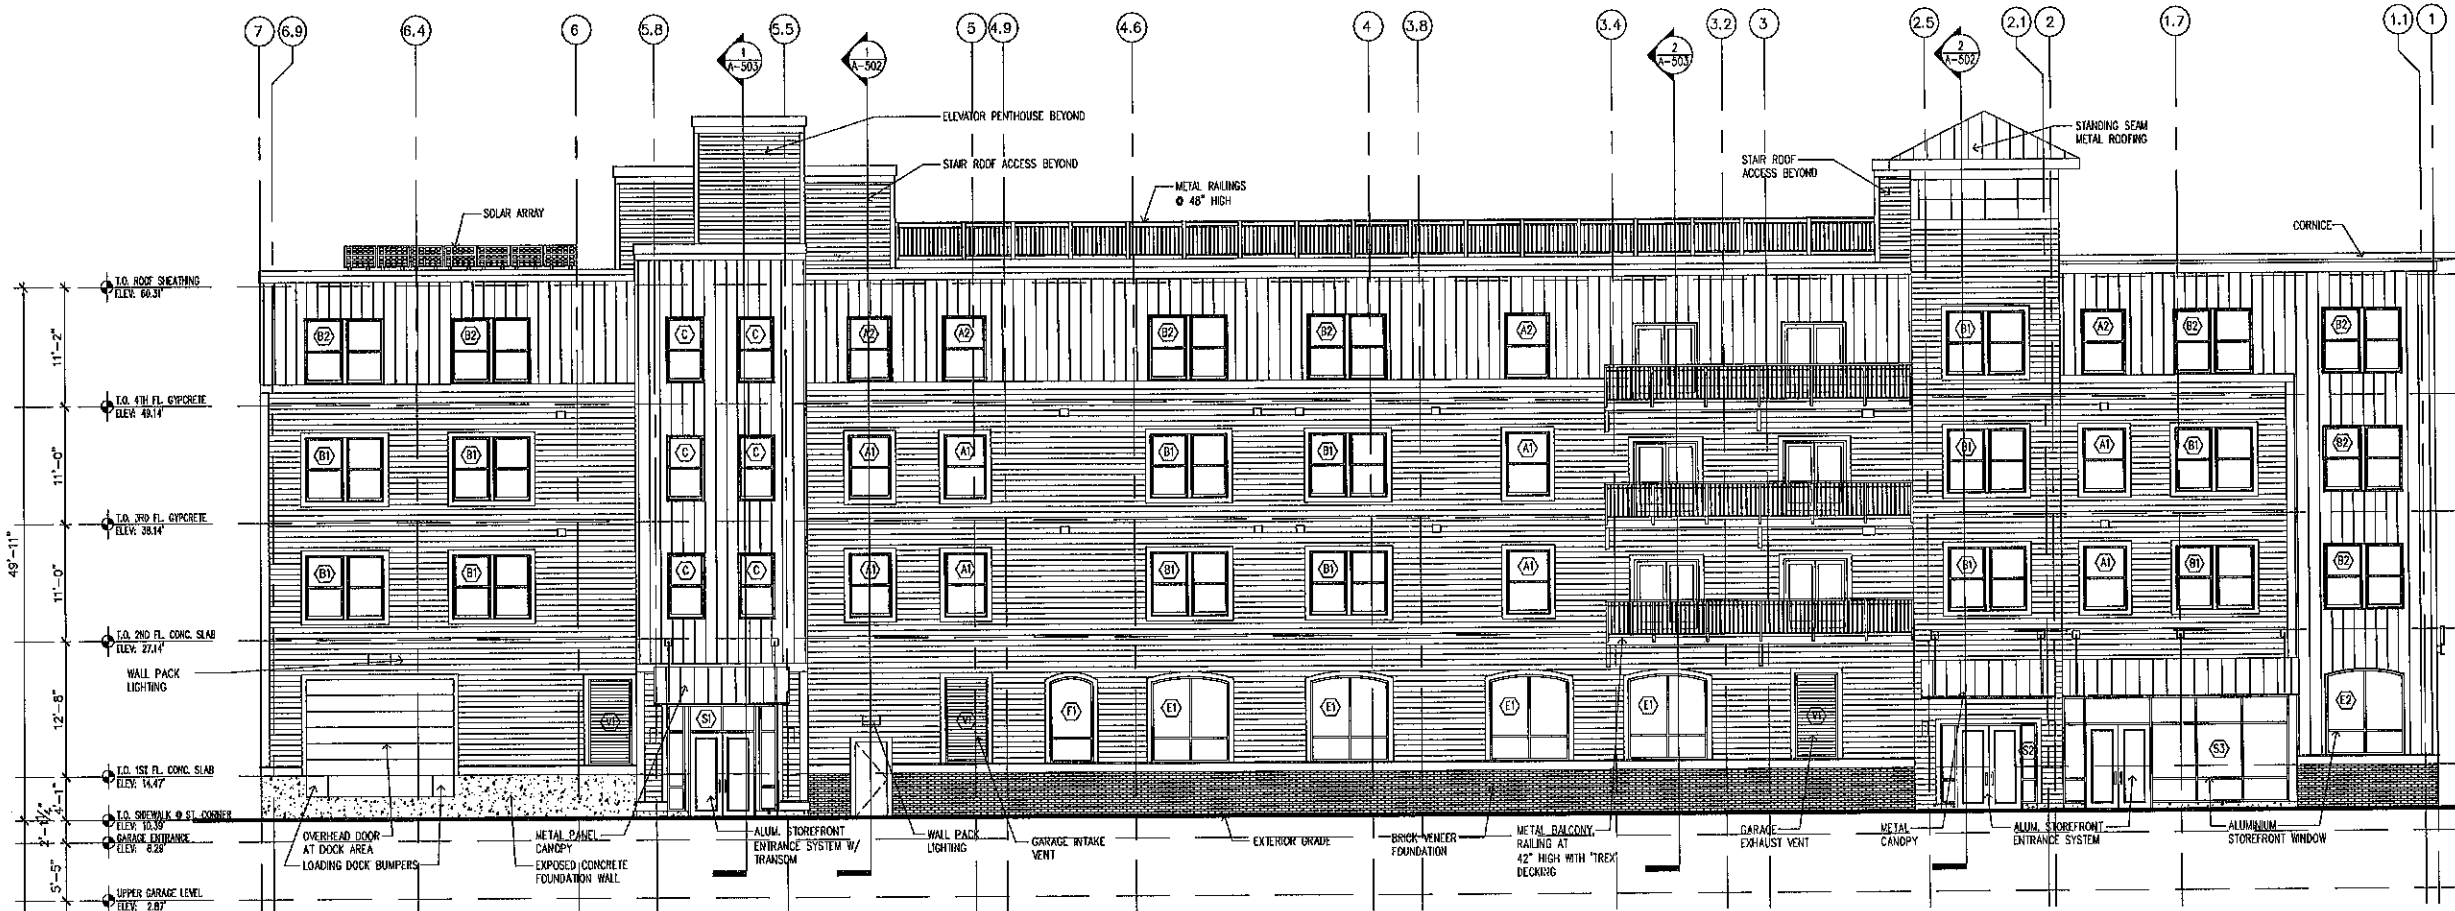 7
6.9
6.4
6
5.8
5.5
5
4.9
4.6
4
3.8
3.4
3.2
3
2.5
2.1
2
1.7
1.1
1
1
A-503
1
A-502
2
A-503
2
A-502
ELEVATOR PENTHOUSE BEYOND
STAIR ROOF ACCESS BEYOND
METAL RAILINGS
@ 48" HIGH
STAIR ROOF
ACCESS BEYOND
STANDING SEAM
METAL ROOFING
SOLAR ARRAY
CORNICE
T.O. ROOF SHEATHING
ELEV: 60.31'
11'-2"
B2
B2
C
C
A2
A2
B2
B2
A2
B1
A2
B2
B2
T.O. 4TH FL. GYPCRETE
ELEV: 49.14'
11'-0"
B1
B1
C
C
A1
A1
B1
B1
A1
B1
A1
B1
B2
T.O. 3RD FL. GYPCRETE
ELEV: 38.14'
49'-11"
11'-0"
B1
B1
C
C
A1
A1
B1
B1
A1
B1
A1
B1
B2
T.O. 2ND FL. CONC. SLAB
ELEV: 27.14'
WALL PACK
LIGHTING
12'-8"
V1
S1
V1
F1
E1
E1
E1
E1
V1
S2
S3
E2
T.O. 1ST FL. CONC. SLAB
ELEV: 14.47'
4'-1"
T.O. SIDEWALK @ ST. CORNER
ELEV: 10.39'
GARAGE ENTRANCE
ELEV: 8.29'
5'-5"
UPPER GARAGE LEVEL
ELEV: 2.87'
OVERHEAD DOOR
AT DOCK AREA
LOADING DOCK BUMPERS
METAL PANEL
CANOPY
EXPOSED CONCRETE
FOUNDATION WALL
ALUM. STOREFRONT
ENTRANCE SYSTEM W/
TRANSOM
WALL PACK
LIGHTING
GARAGE INTAKE
VENT
EXTERIOR GRADE
BRICK VENEER
FOUNDATION
METAL BALCONY
RAILING AT
42" HIGH WITH 'TREX'
DECKING
GARAGE
EXHAUST VENT
METAL
CANOPY
ALUM. STOREFRONT
ENTRANCE SYSTEM
ALUMINIUM
STOREFRONT WINDOW